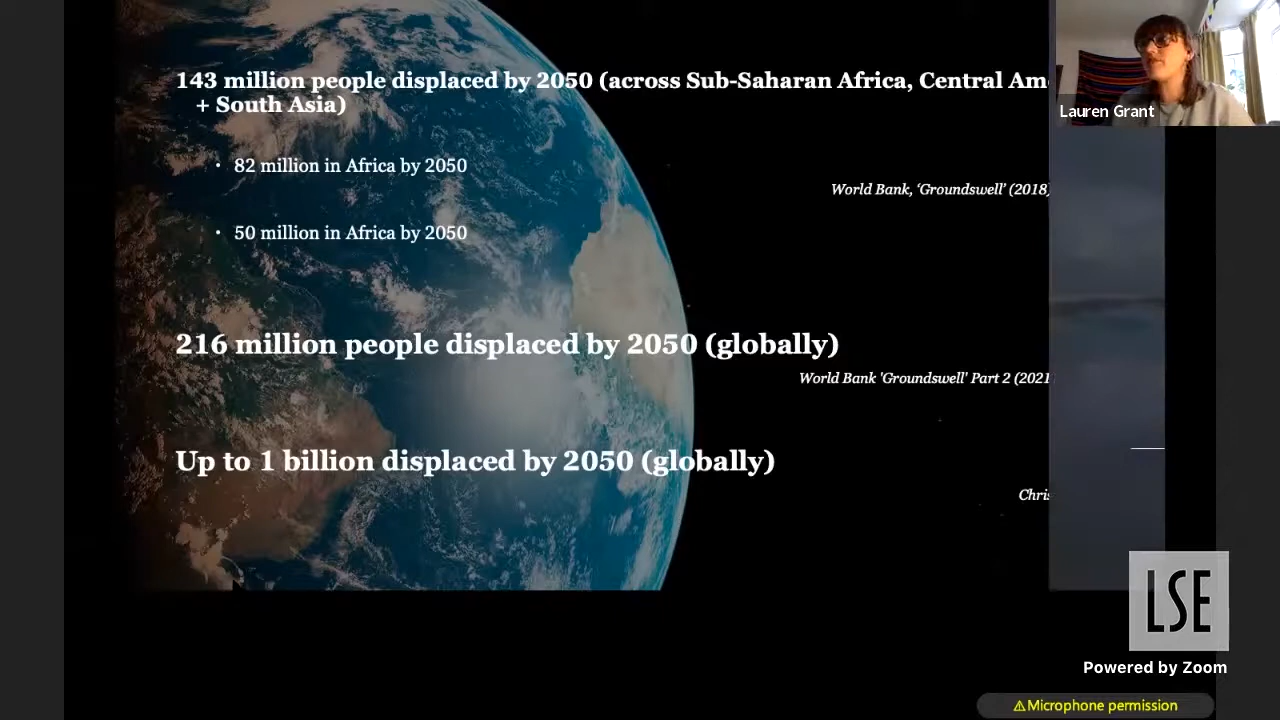 143 million people displaced by 2050 (across Sub-Saharan Africa, Central
+ South Asia)
• 82 million in Africa by 2050
World Bank, ‘Groundswell’ (2018)
• 50 million in Africa by 2050
216 million people displaced by 2050 (globally)
World Bank 'Groundswell' Part 2 (2021
Up to 1 billion displaced by 2050 (globally)
Lauren Grant
LSE
Powered by Zoom
⚠Microphone permission